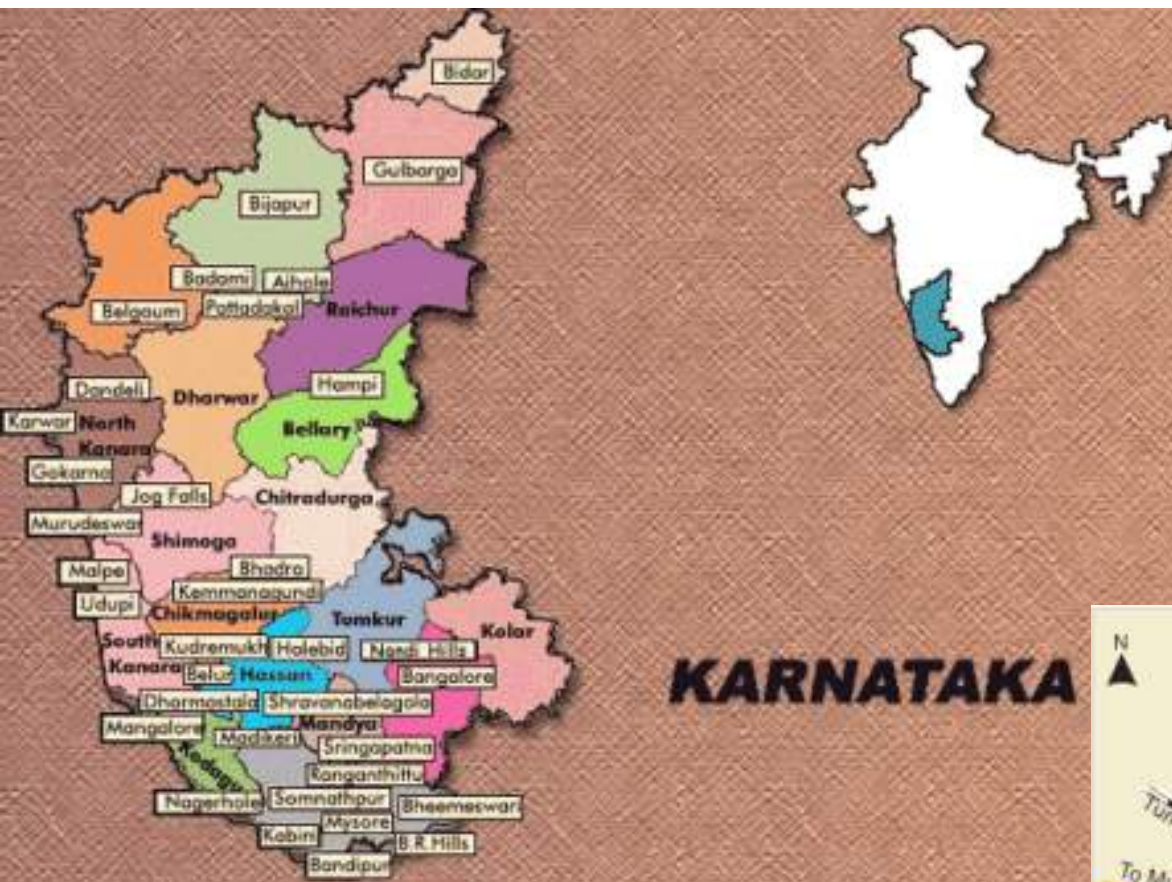 Bidar
Gulbarga
Bijapur
Badami
Aihole
Belgaum
Pattadakal
Raichur
Dandeli
Dharwar
Hampi
Karwar
North
Kanara
Bellary
Gokarna
Jog Falls
Chitradurga
Murudeswar
Shimoga
Malpe
Bhadra
Kemmanagundi
Udupi
Chikmagalur
Tumkur
Kolar
South
Kanara
Kudremukh
Halebid
Nandi Hills
Belur
Hassan
Bangalore
Dharmastala
Shravanabelagola
Mangalore
Madikeri
Mandya
Sringapatna
Kodagu
Ranganthittu
Nagerhole
Somnathpur
Bheemeswari
Mysore
Kabini
B.R.Hills
Bandipur
KARNATAKA
N